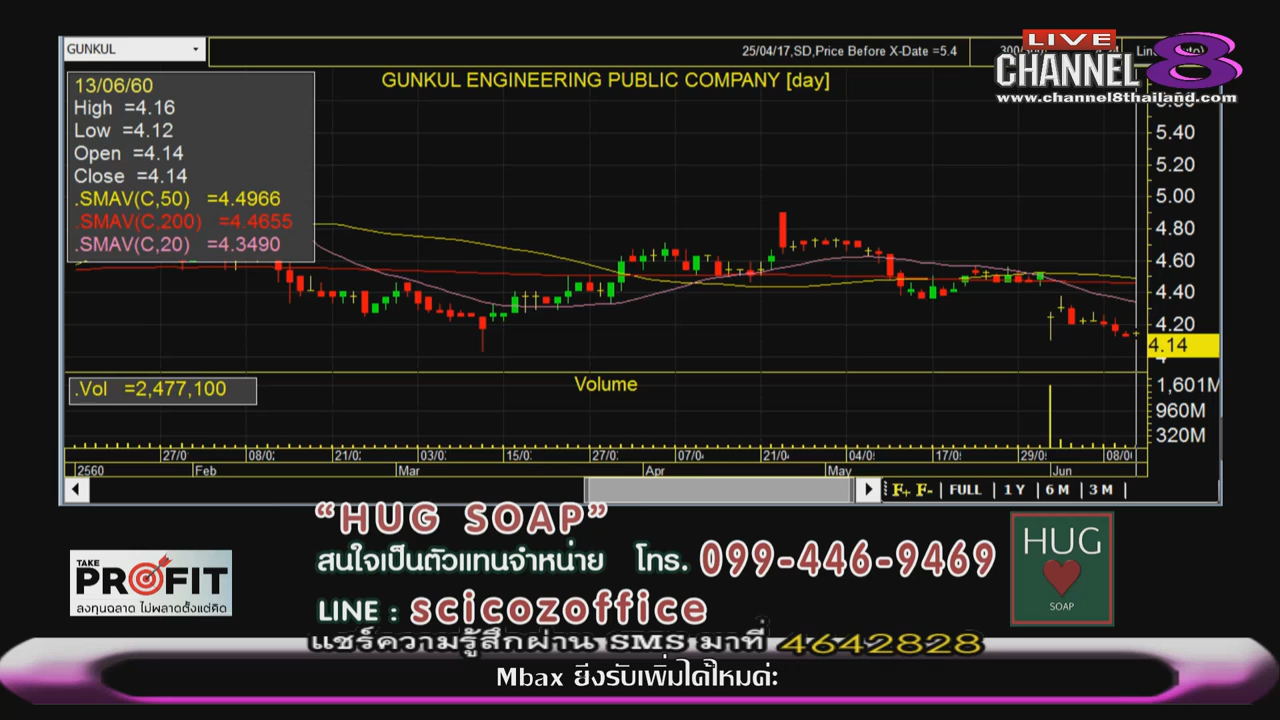 GUNKUL
25/04/17,SD,Price Before X-Date =5.4
LIVE
CHANNEL 8
www.channel8thailand.com
13/06/60
High =4.16
Low =4.12
Open =4.14
Close =4.14
.SMAV(C,50) =4.4966
.SMAV(C,200) =4.4655
.SMAV(C,20) =4.3490
GUNKUL ENGINEERING PUBLIC COMPANY [day]
5.40
5.20
5.00
4.80
4.60
4.40
4.20
4.14
.Vol =2,477,100
Volume
1,601M
960M
320M
27/0 08/0 21/0 03/0 15/0 27/0 07/0 21/0 04/0 17/0 29/0 08/0
2560 Feb Mar Apr May Jun
F+ F- FULL 1 Y 6 M 3 M
"HUG SOAP"
สนใจเป็นตัวแทนจำหน่าย โทร. 099-446-9469
LINE : scicozoffice
TAKE
PROFIT
ลงทุนฉลาด ไม่พลาดตั้งแต่คิด
HUG
SOAP
แชร์ความรู้สึกผ่าน SMS มาที่ 4642828
Mbax ยังรับเพิ่มได้ไหมค่ะ